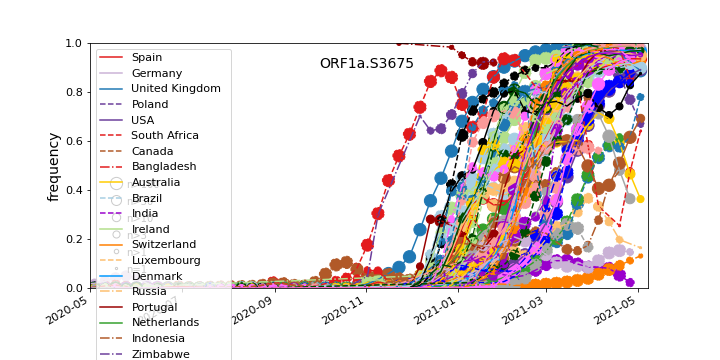 ORF1a.S3675
frequency
1.0
0.8
0.6
0.4
0.2
0.0
2020-05
2020-09
2020-11
2021-01
2021-03
2021-05
Spain
Germany
United Kingdom
Poland
USA
South Africa
Canada
Bangladesh
Australia
Brazil
India
Ireland
Switzerland
Luxembourg
Denmark
Russia
Portugal
Netherlands
Indonesia
Zimbabwe